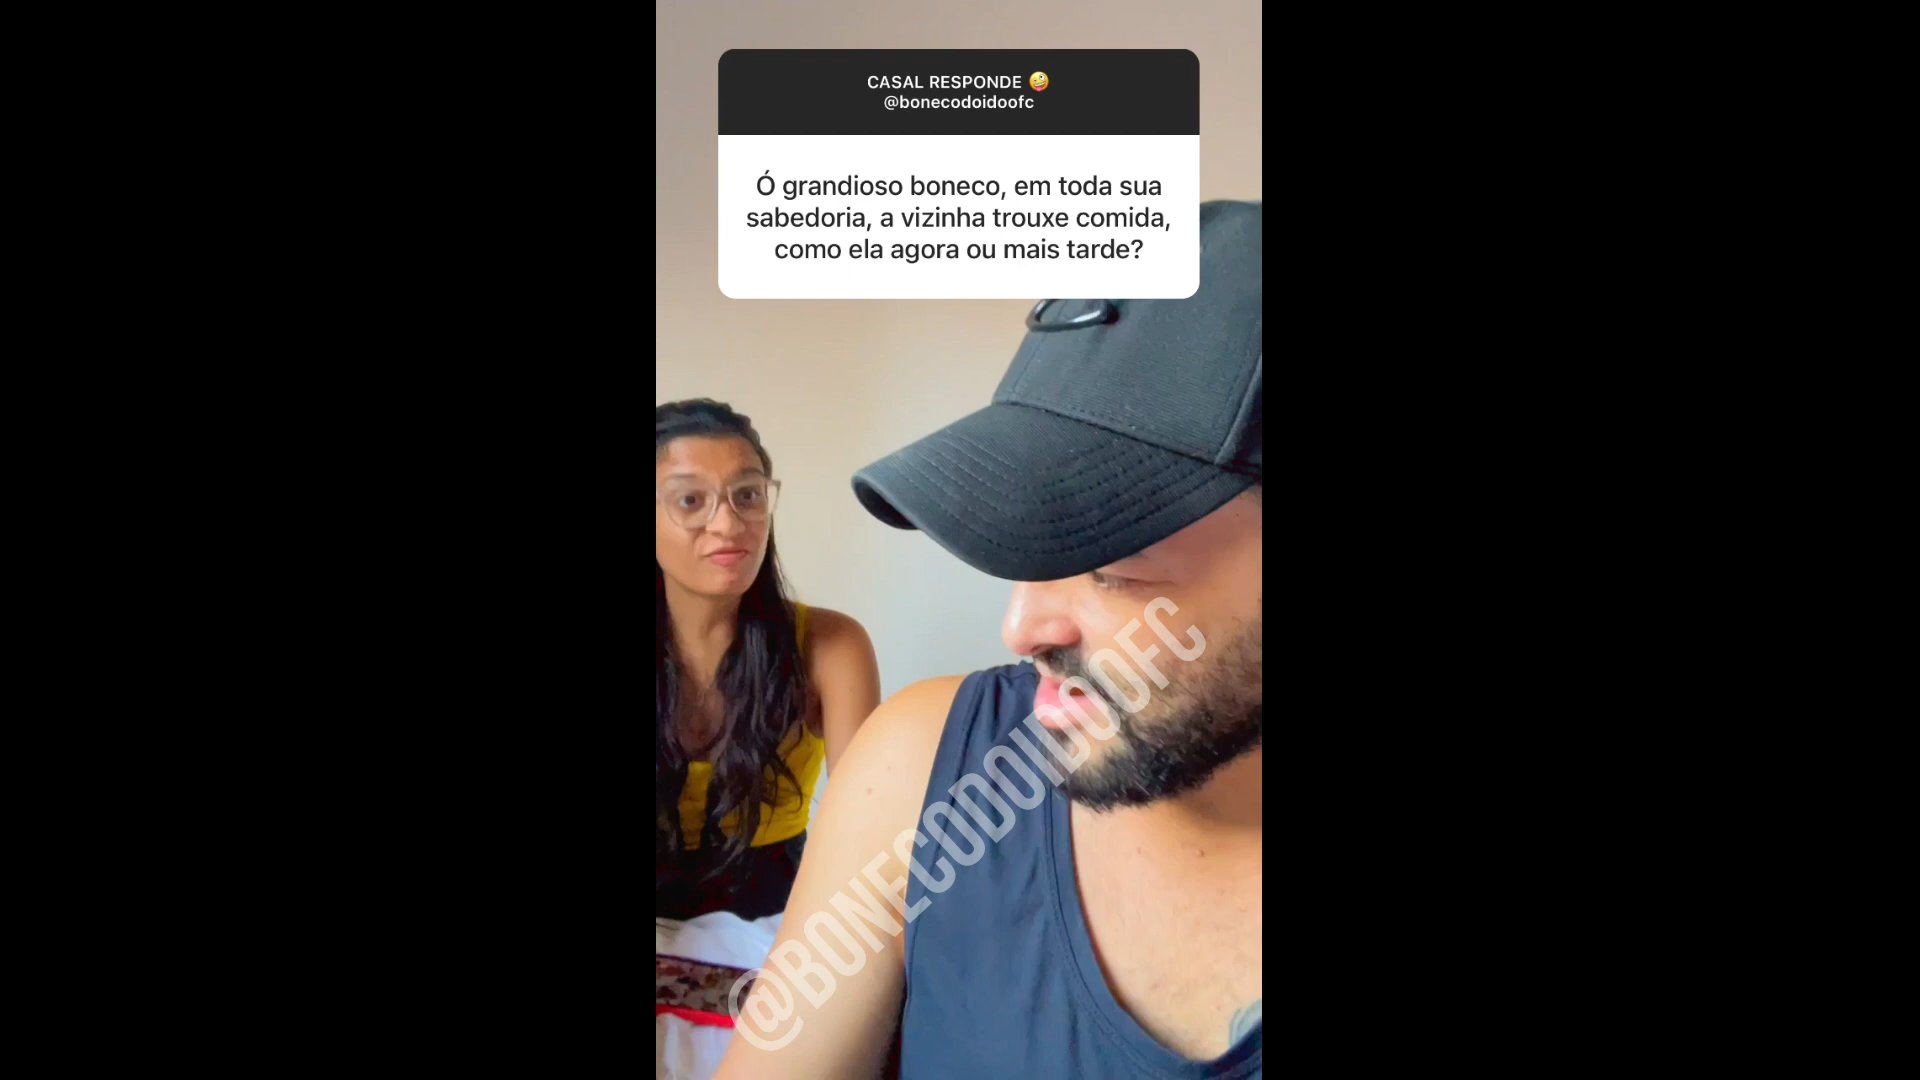 CASAL RESPONDE 🤪
@bonecodoidoofc
Ó grandioso boneco, em toda sua
sabedoria, a vizinha trouxe comida,
como ela agora ou mais tarde?
@BONECODOIDOOFC